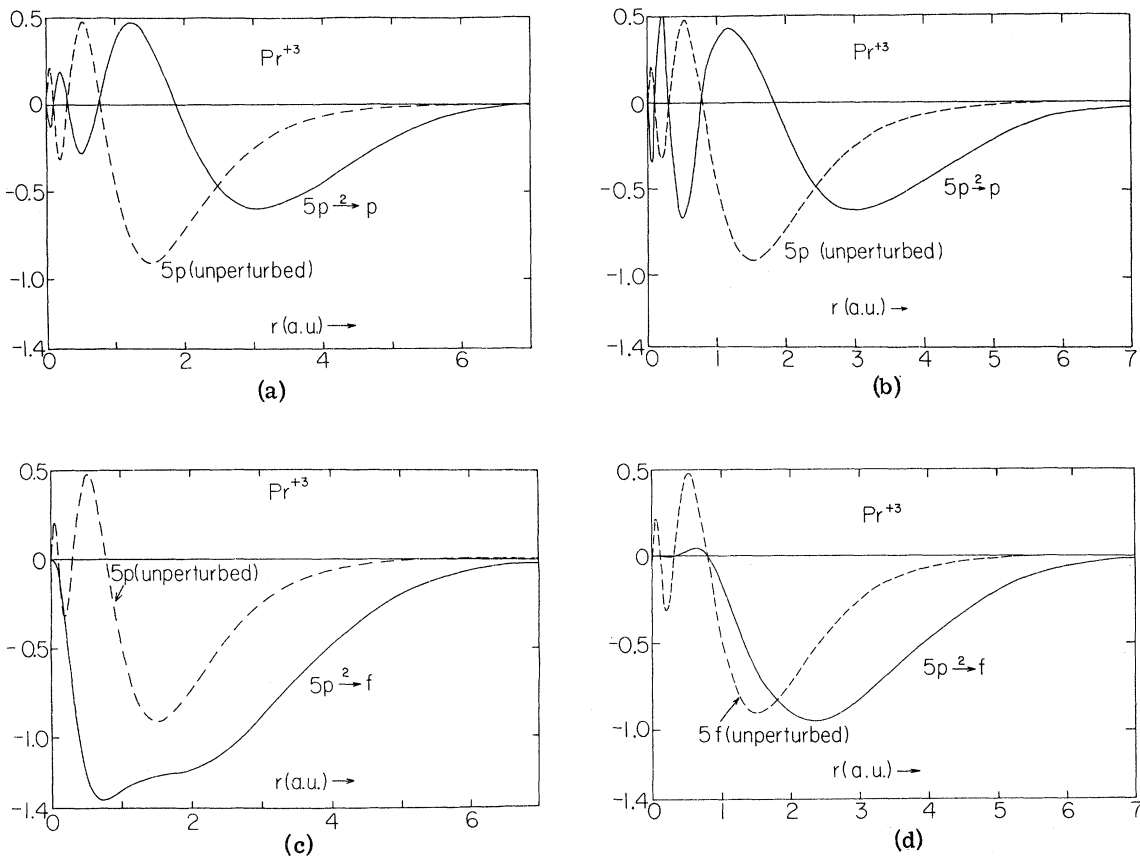 0.5
0
-0.5
-1.0
-1.4
Pr+3
5p 2→ p
5p (unperturbed)
r (a.u.) →
0 1 2 4 6
(a)
0.5
0
-0.5
-1.0
-1.4
Pr+3
5p 2→ p
5p (unperturbed)
r (a.u.) →
0 1 2 3 4 5 6 7
(b)
0.5
0
-0.5
-1.0
-1.4
Pr+3
5p (unperturbed)
5p 2→ f
r (a.u.) →
0 2 4 6
(c)
0.5
0
-0.5
-1.0
-1.4
Pr+3
5p 2→ f
5f (unperturbed)
r (a.u.) →
0 1 2 3 4 5 6 7
(d)